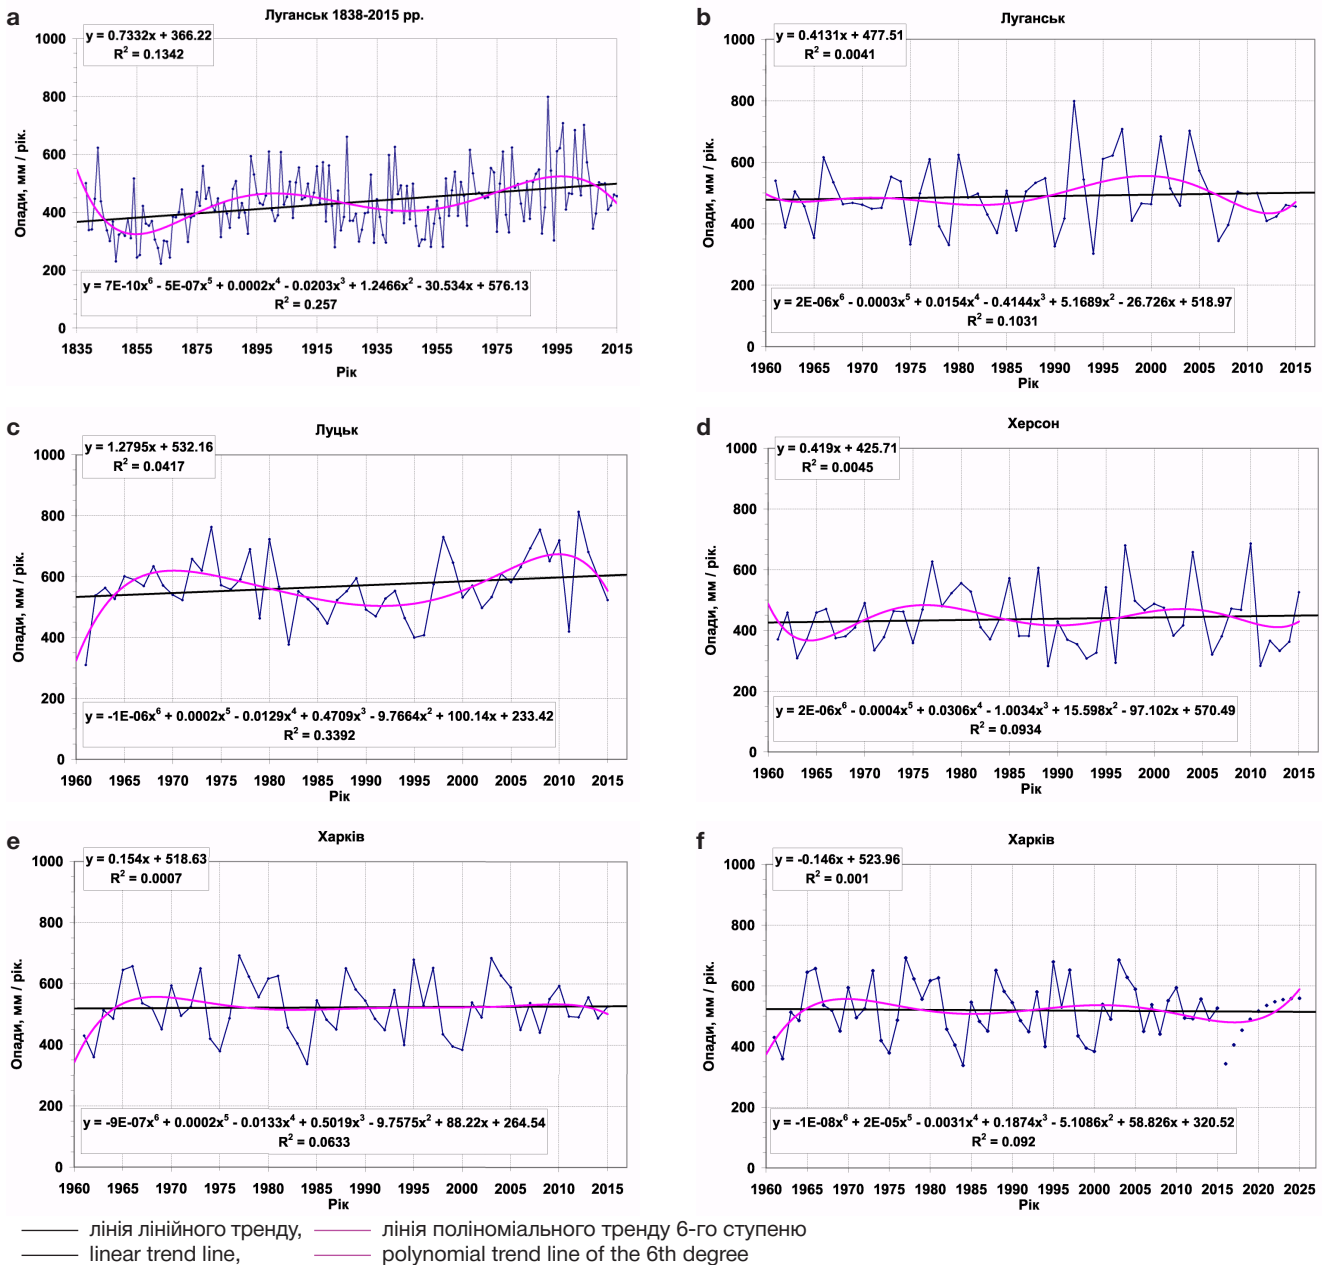 a
Луганськ 1838-2015 рр.
y = 0.7332x + 366.22
R² = 0.1342
1000
800
600
400
200
0
Опади, мм / рік.
y = 7E-10x⁶ - 5E-07x⁵ + 0.0002x⁴ - 0.0203x³ + 1.2466x² - 30.534x + 576.13
R² = 0.257
1835 1855 1875 1895 1915 1935 1955 1975 1995 2015
Рік
b
Луганськ
y = 0.4131x + 477.51
R² = 0.0041
1000
800
600
400
200
0
Опади, мм / рік.
y = 2E-06x⁶ - 0.0003x⁵ + 0.0154x⁴ - 0.4144x³ + 5.1689x² - 26.726x + 518.97
R² = 0.1031
1960 1965 1970 1975 1980 1985 1990 1995 2000 2005 2010 2015
Рік
c
Луцьк
y = 1.2795x + 532.16
R² = 0.0417
1000
800
600
400
200
0
Опади, мм / рік.
y = -1E-06x⁶ + 0.0002x⁵ - 0.0129x⁴ + 0.4709x³ - 9.7664x² + 100.14x + 233.42
R² = 0.3392
1960 1965 1970 1975 1980 1985 1990 1995 2000 2005 2010 2015
Рік
d
Херсон
y = 0.419x + 425.71
R² = 0.0045
1000
800
600
400
200
0
Опади, мм / рік.
y = 2E-06x⁶ - 0.0004x⁵ + 0.0306x⁴ - 1.0034x³ + 15.598x² - 97.102x + 570.49
R² = 0.0934
1960 1965 1970 1975 1980 1985 1990 1995 2000 2005 2010 2015
Рік
e
Харків
y = 0.154x + 518.63
R² = 0.0007
1000
800
600
400
200
0
Опади, мм / рік.
y = -9E-07x⁶ + 0.0002x⁵ - 0.0133x⁴ + 0.5019x³ - 9.7575x² + 88.22x + 264.54
R² = 0.0633
1960 1965 1970 1975 1980 1985 1990 1995 2000 2005 2010 2015
Рік
f
Харків
y = -0.146x + 523.96
R² = 0.001
1000
800
600
400
200
0
Опади, мм / рік.
y = -1E-08x⁶ + 2E-05x⁵ - 0.0031x⁴ + 0.1874x³ - 5.1086x² + 58.826x + 320.52
R² = 0.092
1960 1965 1970 1975 1980 1985 1990 1995 2000 2005 2010 2015 2020 2025
Рік
лінія лінійного тренду, лінія поліноміального тренду 6-го ступеню
linear trend line, polynomial trend line of the 6th degree